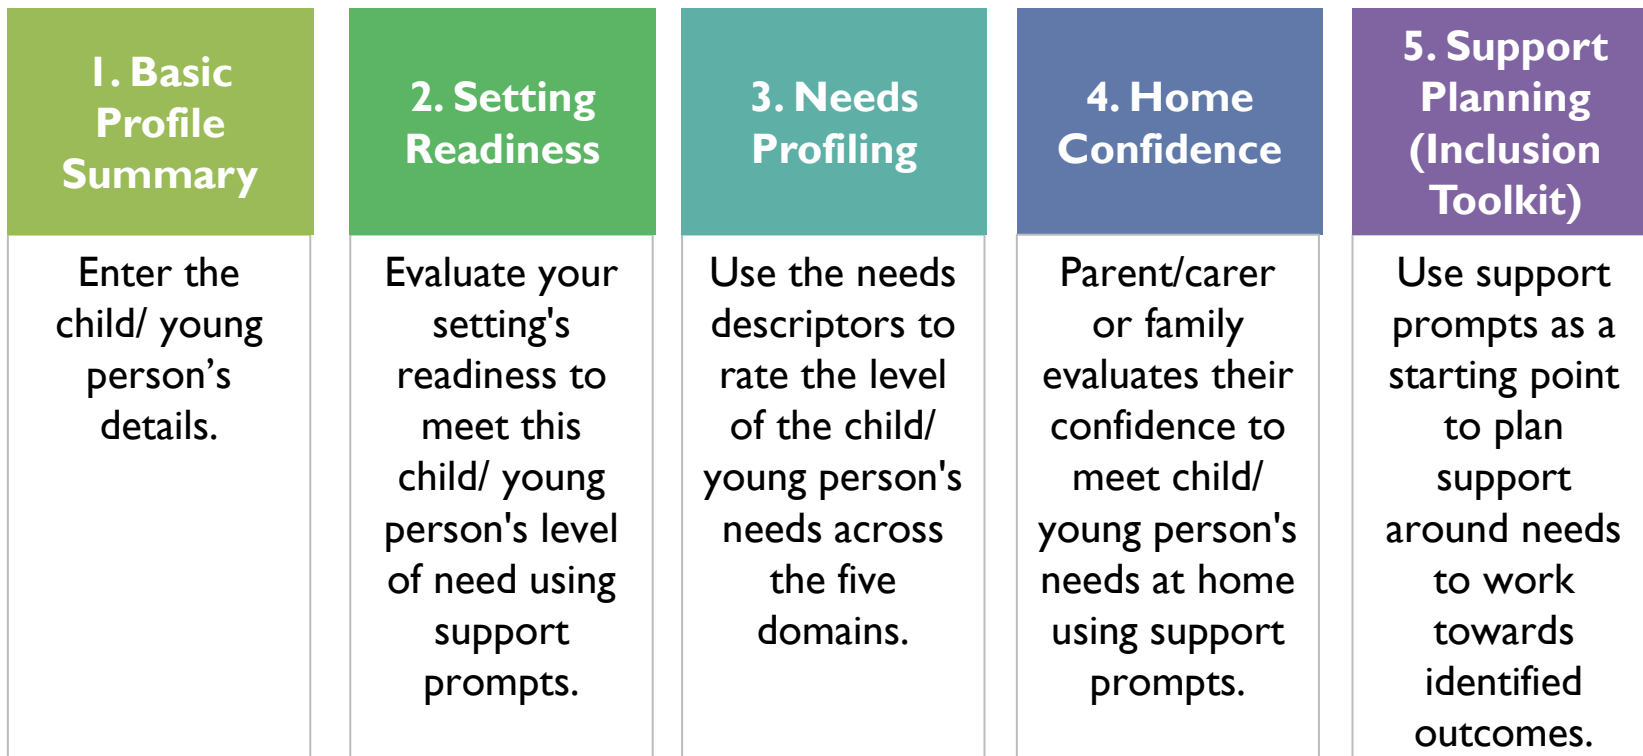 1. Basic
Profile
Summary
Enter the
child/ young
person’s
details.
2. Setting
Readiness
Evaluate your
setting's
readiness to
meet this
child/ young
person's level
of need using
support
prompts.
3. Needs
Profiling
Use the needs
descriptors to
rate the level
of the child/
young person's
needs across
the five
domains.
4. Home
Confidence
Parent/carer
or family
evaluates their
confidence to
meet child/
young person's
needs at home
using support
prompts.
5. Support
Planning
(Inclusion
Toolkit)
Use support
prompts as a
starting point
to plan
support
around needs
to work
towards
identified
outcomes.